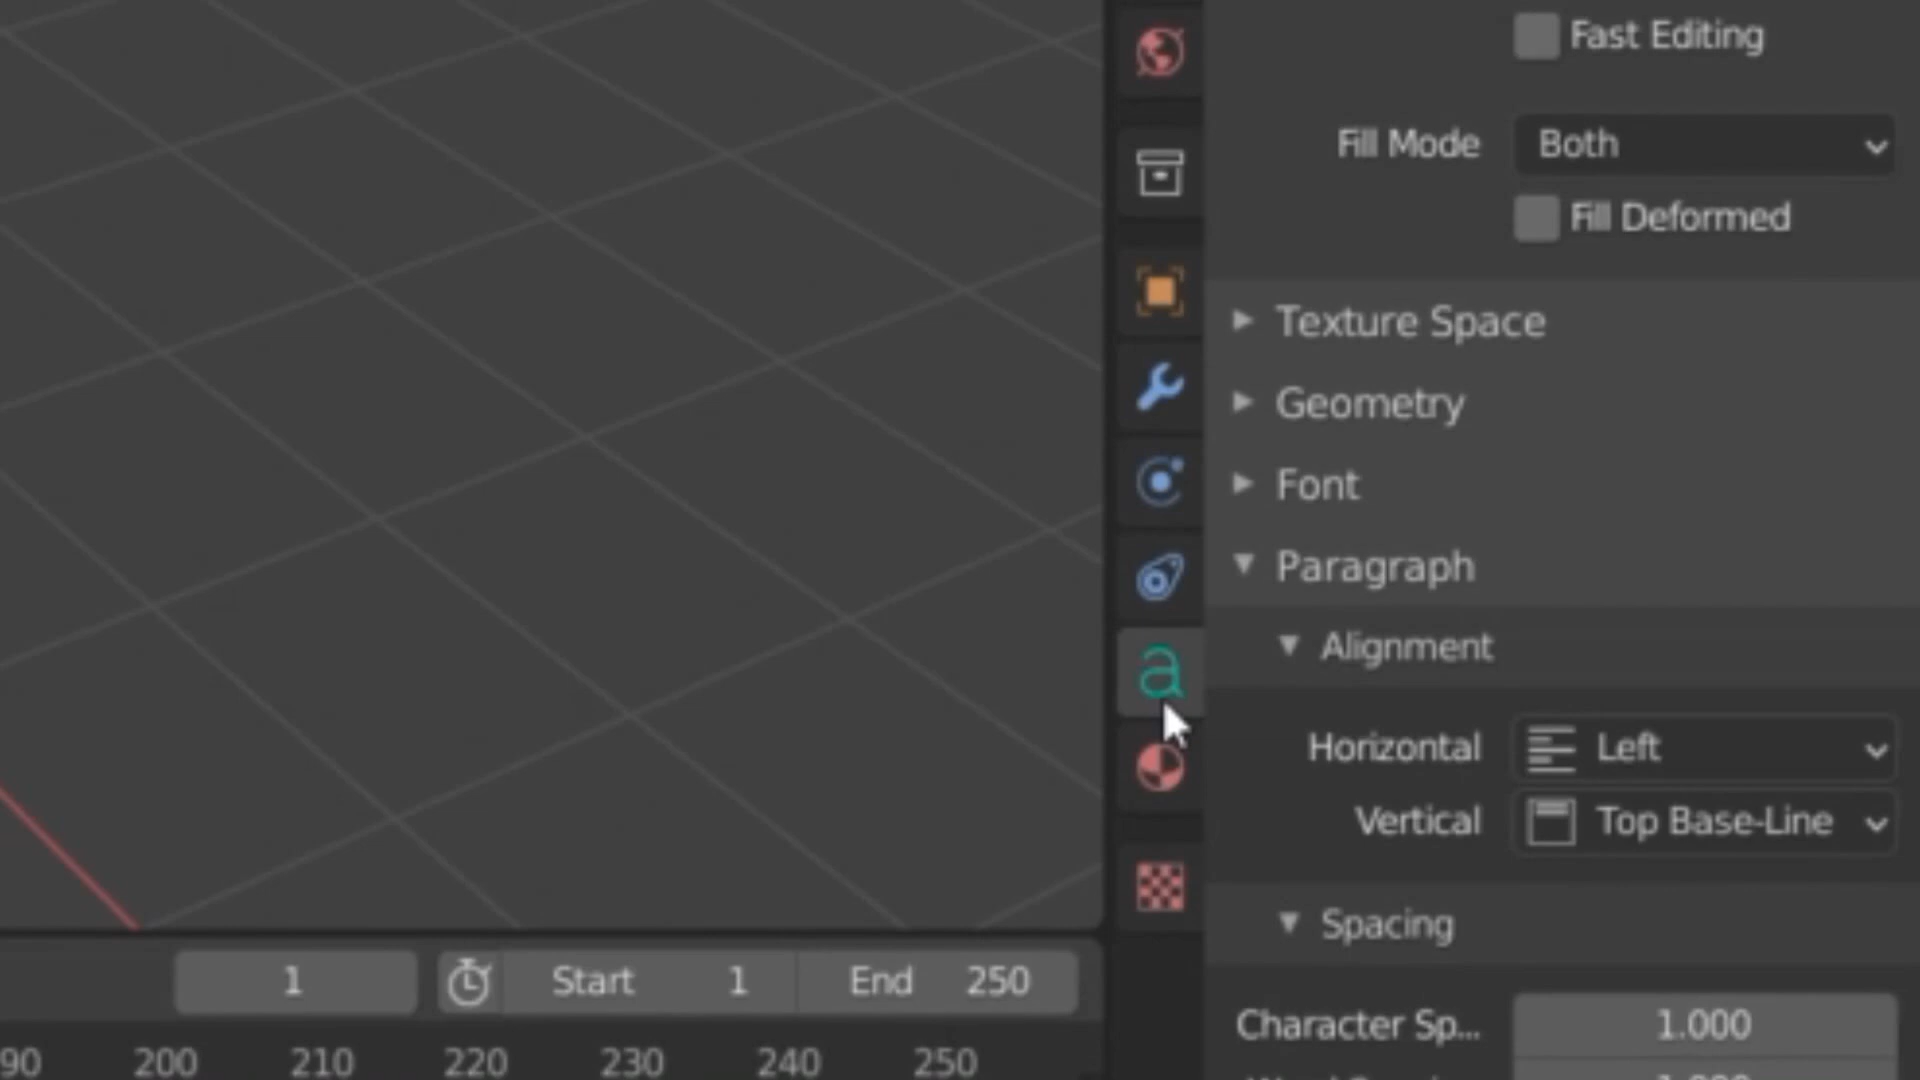 Fast Editing
Fill Mode Both
Fill Deformed
Texture Space
Geometry
Font
Paragraph
Alignment
Horizontal Left
Vertical Top Base-Line
Spacing
Character Sp... 1.000
1 Start 1 End 250
90 200 210 220 230 240 250